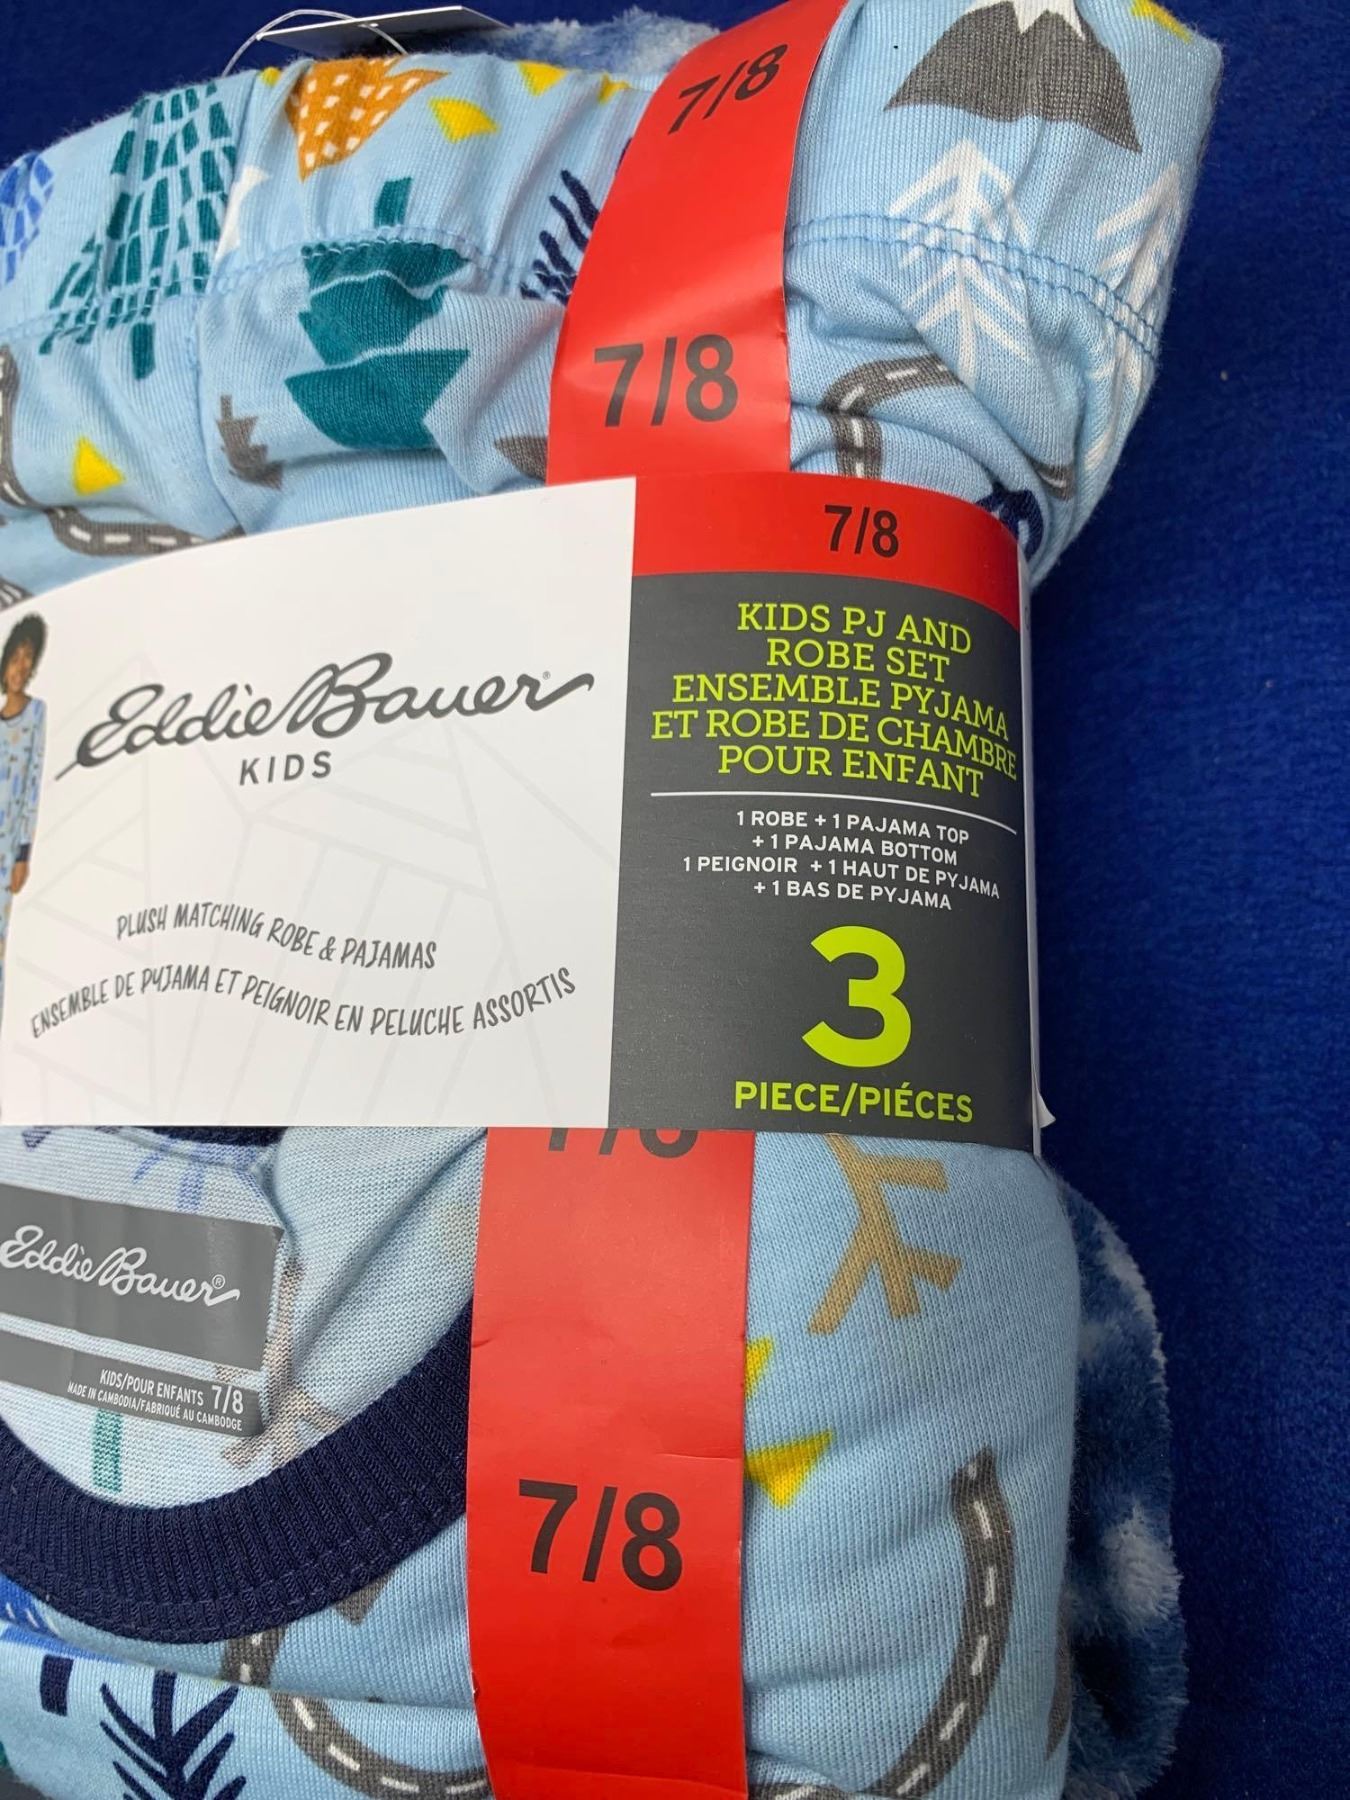 7/8
7/8
7/8
KIDS PJ AND
ROBE SET
ENSEMBLE PYJAMA
ET ROBE DE CHAMBRE
POUR ENFANT
1 ROBE + 1 PAJAMA TOP
+ 1 PAJAMA BOTTOM
1 PEIGNOIR + 1 HAUT DE PYJAMA
+ 1 BAS DE PYJAMA
3
PIECE/PIÉCES
Eddie Bauer®
KIDS
PLUSH MATCHING ROBE & PAJAMAS
ENSEMBLE DE PYJAMA ET PEIGNOIR EN PELUCHE ASSORTIS
7/8
Eddie Bauer®
KIDS/POUR ENFANTS 7/8
MADE IN CAMBODIA/FABRIQUÉ AU CAMBODGE
7/8